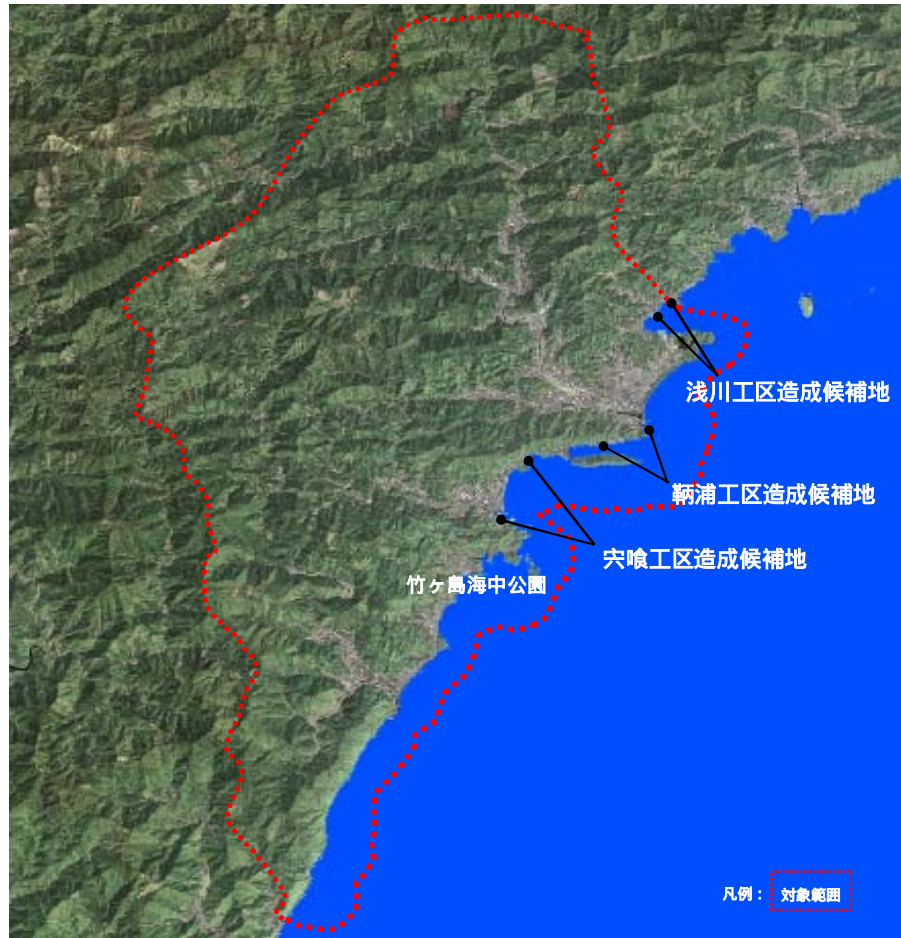 浅川工区造成候補地
鞆浦工区造成候補地
宍喰工区造成候補地
竹ヶ島海中公園
凡例： 対象範囲